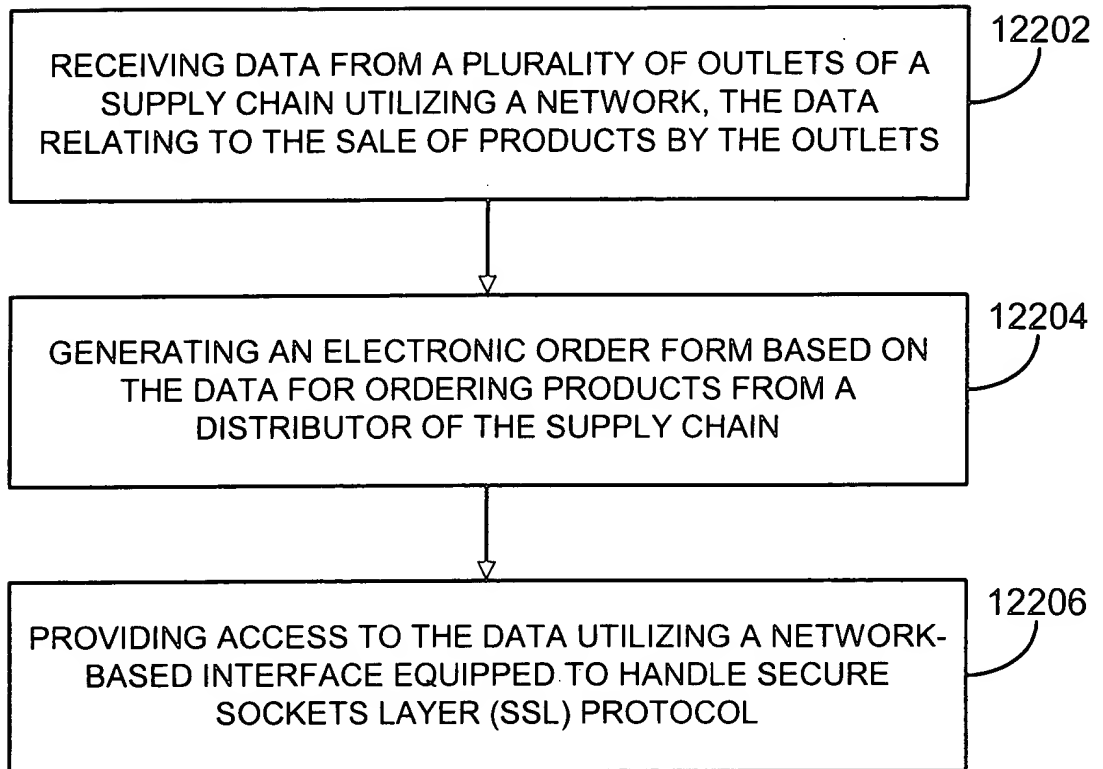 12202
RECEIVING DATA FROM A PLURALITY OF OUTLETS OF A
SUPPLY CHAIN UTILIZING A NETWORK, THE DATA
RELATING TO THE SALE OF PRODUCTS BY THE OUTLETS
12204
GENERATING AN ELECTRONIC ORDER FORM BASED ON
THE DATA FOR ORDERING PRODUCTS FROM A
DISTRIBUTOR OF THE SUPPLY CHAIN
12206
PROVIDING ACCESS TO THE DATA UTILIZING A NETWORK-
BASED INTERFACE EQUIPPED TO HANDLE SECURE
SOCKETS LAYER (SSL) PROTOCOL